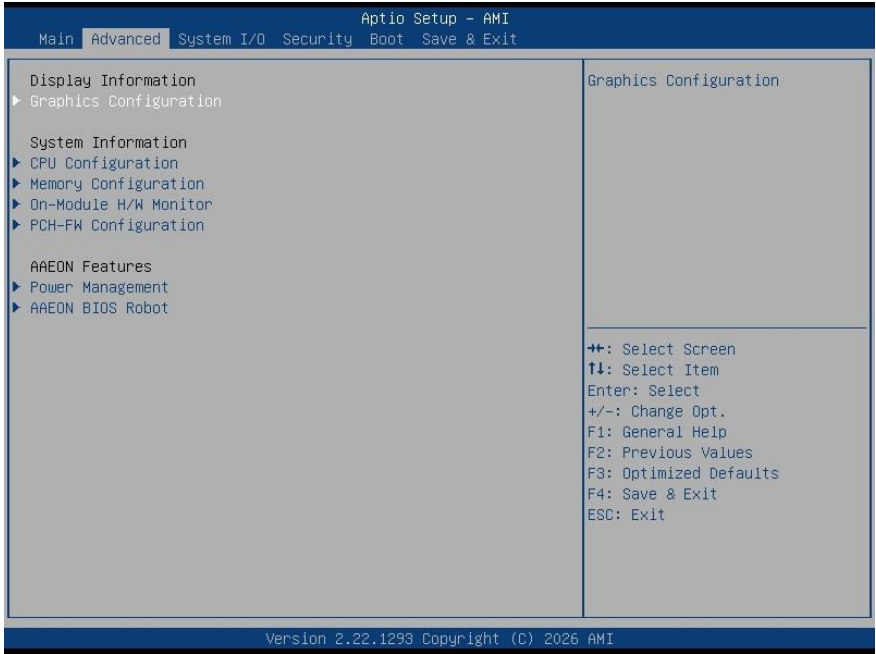 Aptio Setup - AMI
Main Advanced System I/O Security Boot Save & Exit
Display Information
Graphics Configuration
System Information
CPU Configuration
Memory Configuration
On-Module H/W Monitor
PCH-FW Configuration
AAEON Features
Power Management
AAEON BIOS Robot
Graphics Configuration
→←: Select Screen
↑↓: Select Item
Enter: Select
+/-: Change Opt.
F1: General Help
F2: Previous Values
F3: Optimized Defaults
F4: Save & Exit
ESC: Exit
Version 2.22.1293 Copyright (C) 2026 AMI